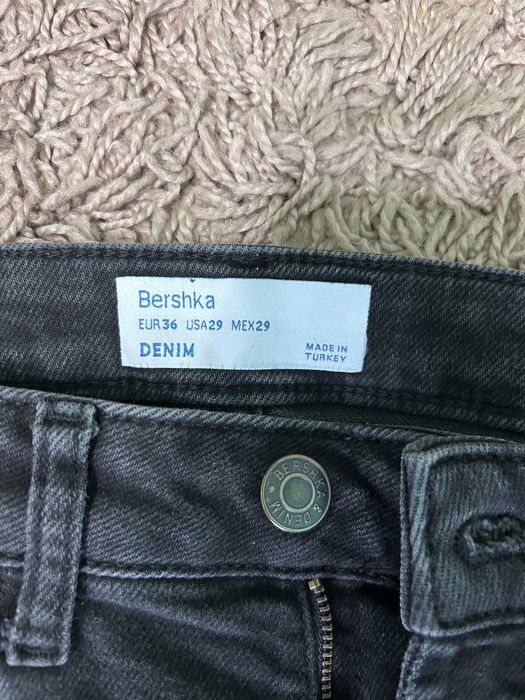 Bershka
EUR36 USA29 MEX29
DENIM
MADE IN
TURKEY
BERSHKA & DENIM